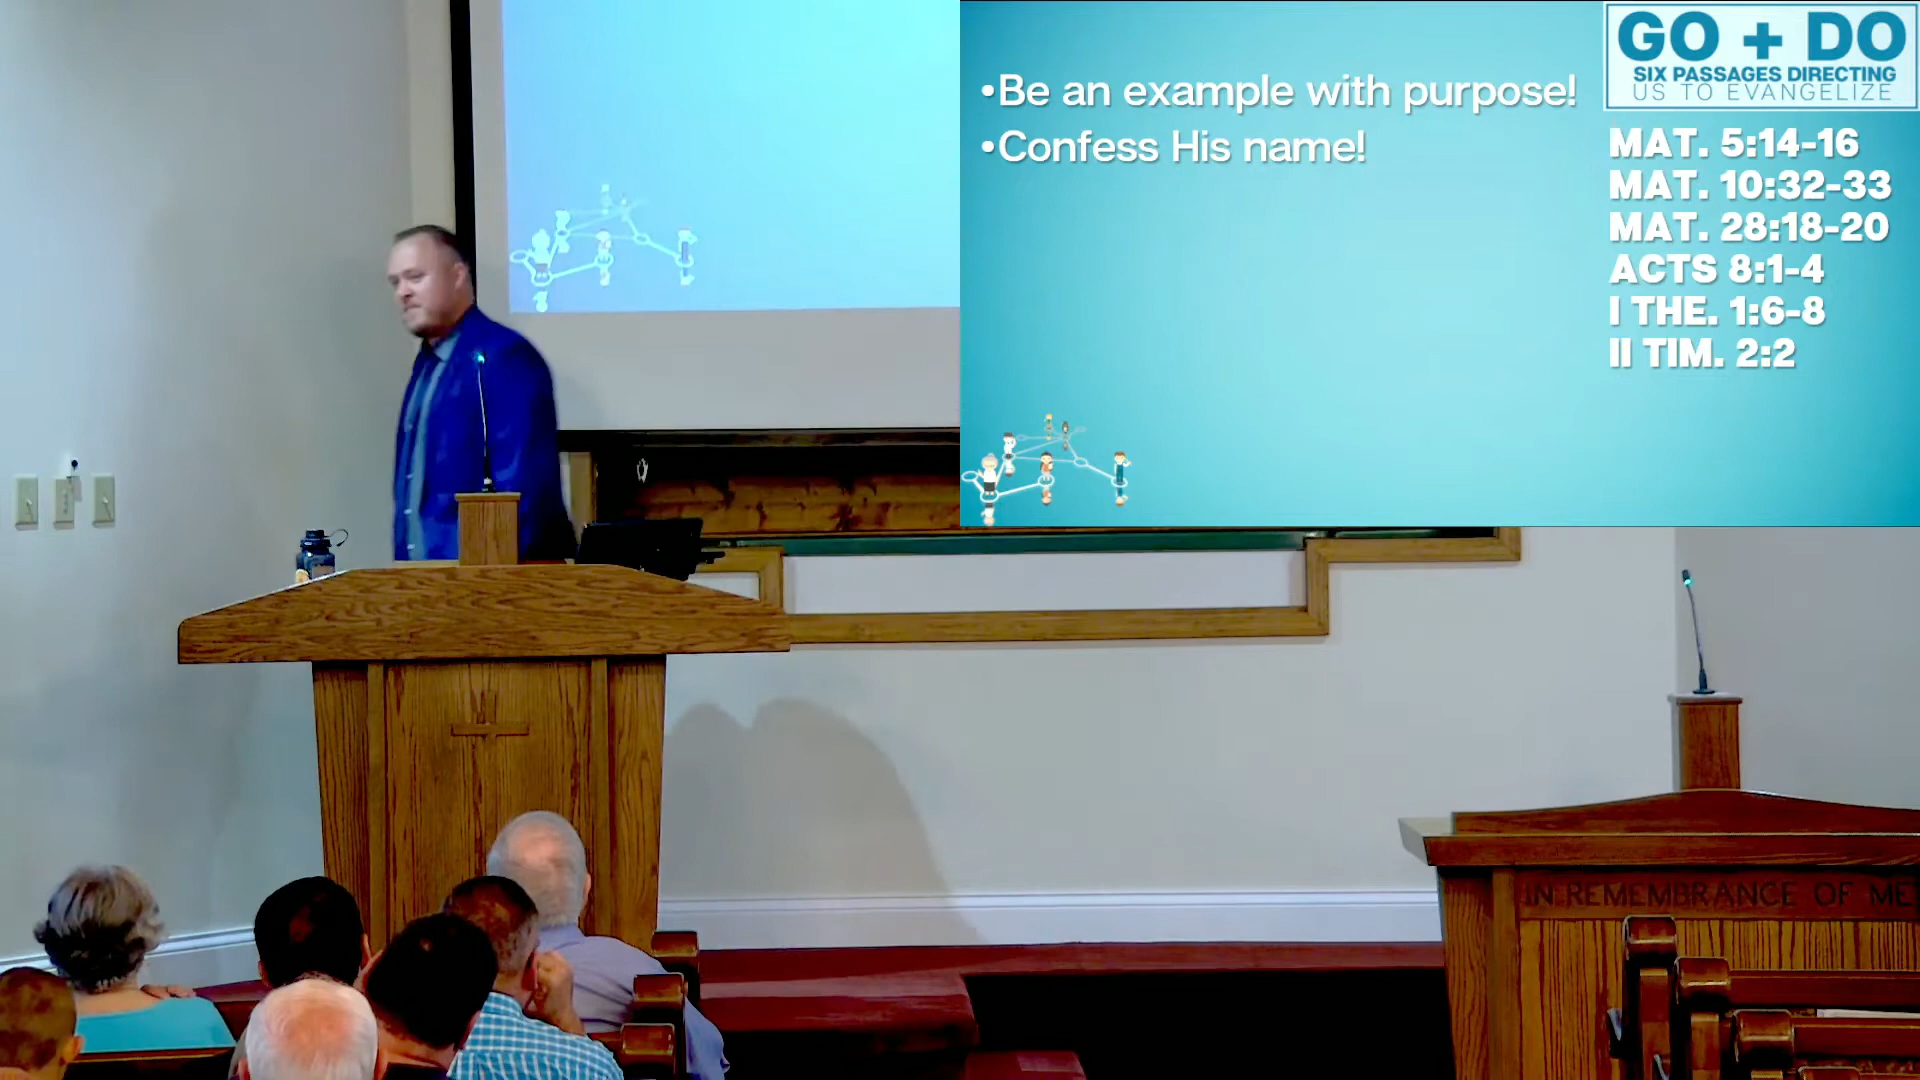 •Be an example with purpose!
•Confess His name!
GO + DO
SIX PASSAGES DIRECTING
US TO EVANGELIZE
MAT. 5:14-16
MAT. 10:32-33
MAT. 28:18-20
ACTS 8:1-4
I THE. 1:6-8
II TIM. 2:2
IN REMEMBRANCE OF ME